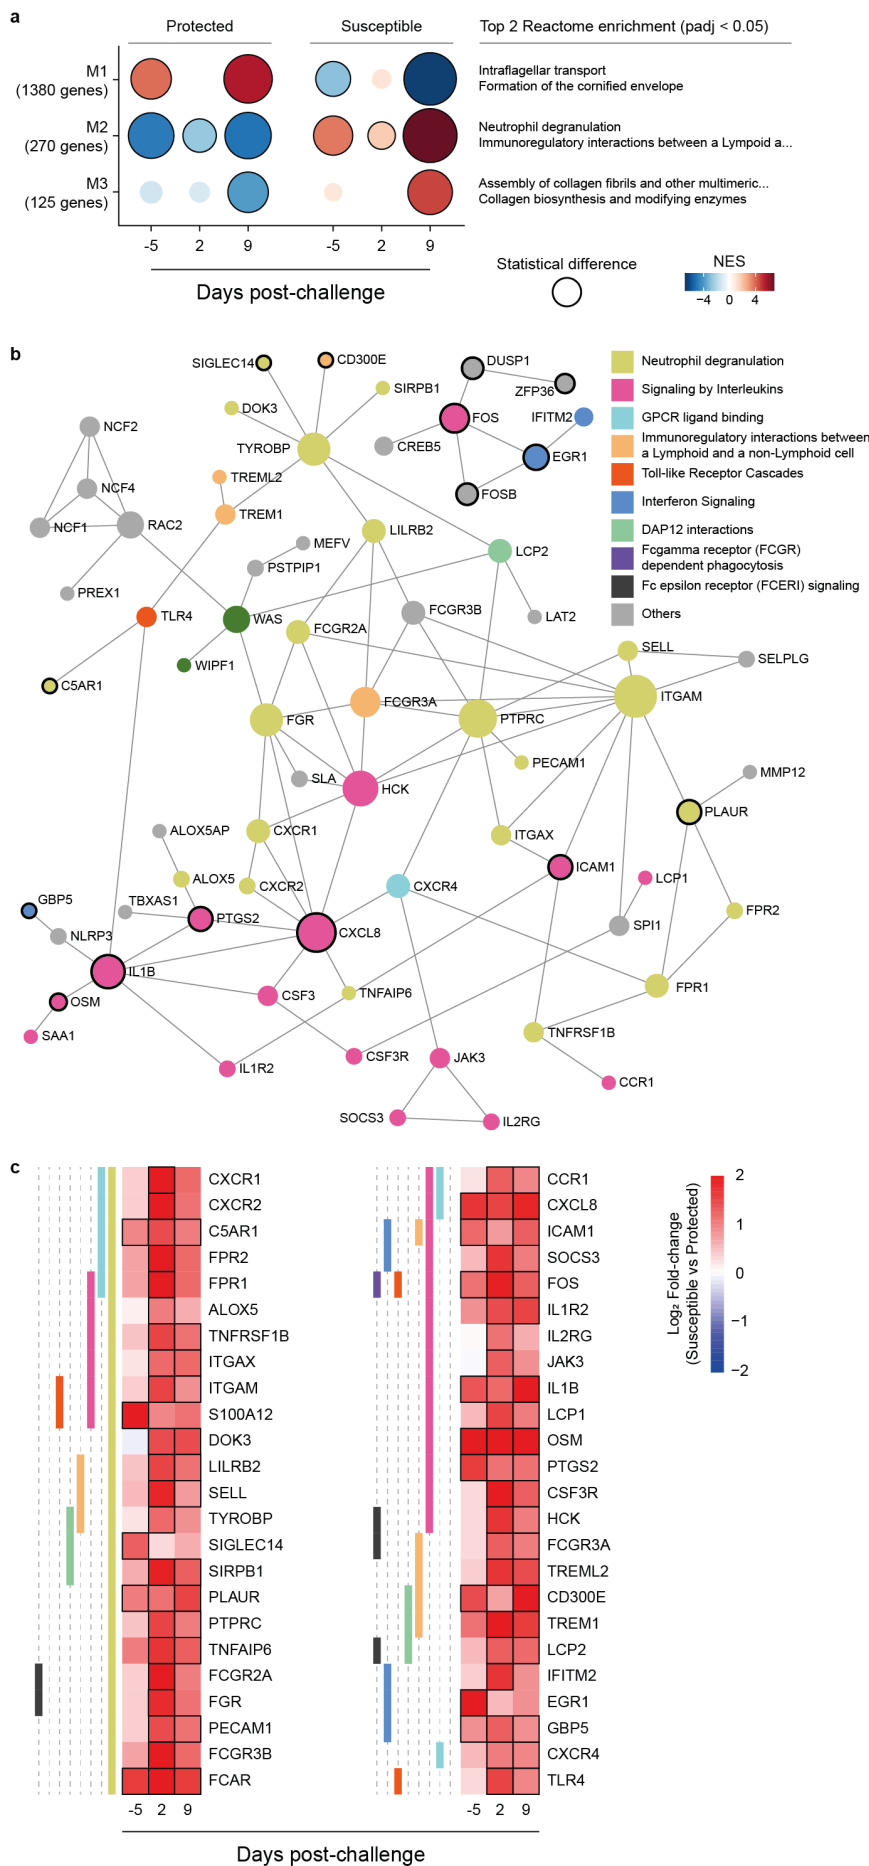 a
Protected
Susceptible
Top 2 Reactome enrichment (padj < 0.05)
M1
(1380 genes)
Intraflagellar transport
Formation of the cornified envelope
M2
(270 genes)
Neutrophil degranulation
Immunoregulatory interactions between a Lympoid a...
M3
(125 genes)
Assembly of collagen fibrils and other multimeric...
Collagen biosynthesis and modifying enzymes
-5 2 9 -5 2 9
Days post-challenge
Statistical difference
NES
−4 0 4
b
SIGLEC14
CD300E
DUSP1
ZFP36
SIRPB1
DOK3
FOS
IFITM2
NCF2
TYROBP
CREB5
EGR1
TREML2
NCF4
FOSB
TREM1
NCF1
RAC2
LILRB2
MEFV
LCP2
PSTPIP1
PREX1
FCGR3B
TLR4
WAS
LAT2
FCGR2A
WIPF1
SELL
SELPLG
C5AR1
FCGR3A
ITGAM
FGR
PTPRC
PECAM1
SLA
MMP12
HCK
PLAUR
ALOX5AP
CXCR1
ITGAX
ICAM1
ALOX5
CXCR2
CXCR4
LCP1
GBP5
TBXAS1
PTGS2
FPR2
NLRP3
CXCL8
SPI1
IL1B
OSM
CSF3
TNFAIP6
FPR1
SAA1
TNFRSF1B
IL1R2
CSF3R
JAK3
CCR1
SOCS3
IL2RG
Neutrophil degranulation
Signaling by Interleukins
GPCR ligand binding
Immunoregulatory interactions between
a Lymphoid and a non-Lymphoid cell
Toll-like Receptor Cascades
Interferon Signaling
DAP12 interactions
Fcgamma receptor (FCGR)
dependent phagocytosis
Fc epsilon receptor (FCERI) signaling
Others
c
CXCR1
CXCR2
C5AR1
FPR2
FPR1
ALOX5
TNFRSF1B
ITGAX
ITGAM
S100A12
DOK3
LILRB2
SELL
TYROBP
SIGLEC14
SIRPB1
PLAUR
PTPRC
TNFAIP6
FCGR2A
FGR
PECAM1
FCGR3B
FCAR
-5 2 9
CCR1
CXCL8
ICAM1
SOCS3
FOS
IL1R2
IL2RG
JAK3
IL1B
LCP1
OSM
PTGS2
CSF3R
HCK
FCGR3A
TREML2
CD300E
TREM1
LCP2
IFITM2
EGR1
GBP5
CXCR4
TLR4
-5 2 9
Days post-challenge
Log₂ Fold-change
(Susceptible vs Protected)
2
1
0
−1
−2